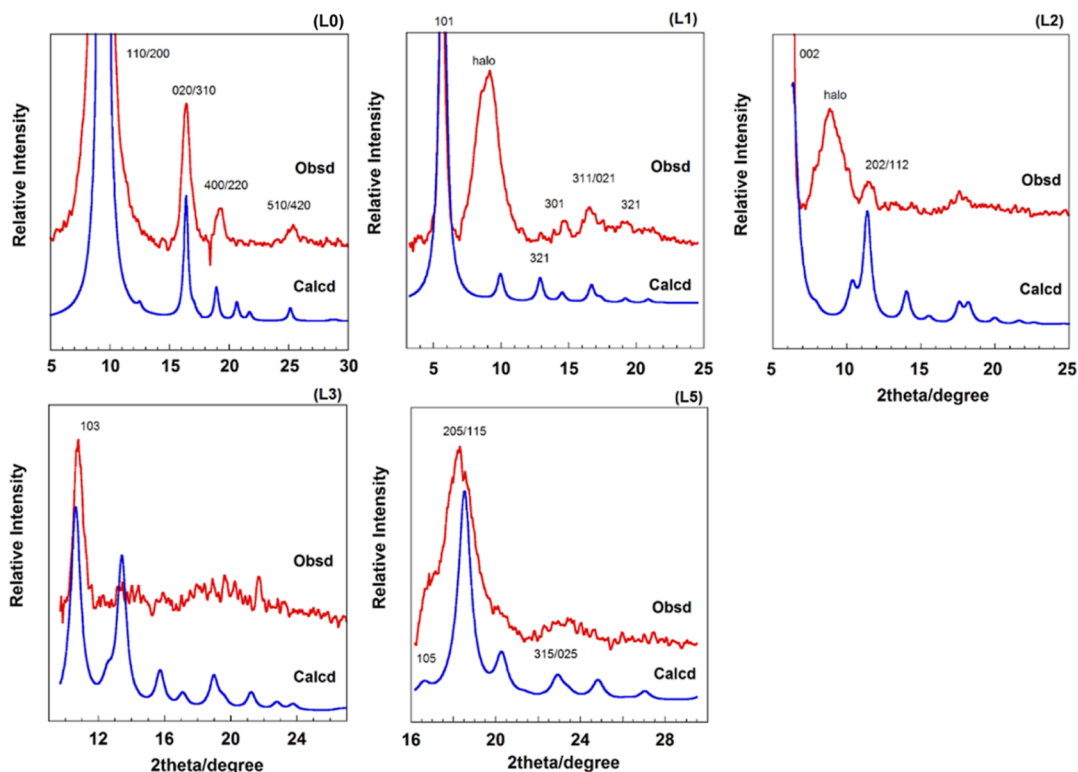 (L0)
110/200
020/310
400/220
510/420
Obsd
Calcd
Relative Intensity
5 10 15 20 25 30
(L1)
101
halo
301
311/021
321
321
Obsd
Calcd
Relative Intensity
5 10 15 20 25
(L2)
002
halo
202/112
Obsd
Calcd
Relative Intensity
5 10 15 20 25
2theta/degree
(L3)
103
Obsd
Calcd
Relative Intensity
12 16 20 24
2theta/degree
(L5)
205/115
105
315/025
Obsd
Calcd
Relative Intensity
16 20 24 28
2theta/degree